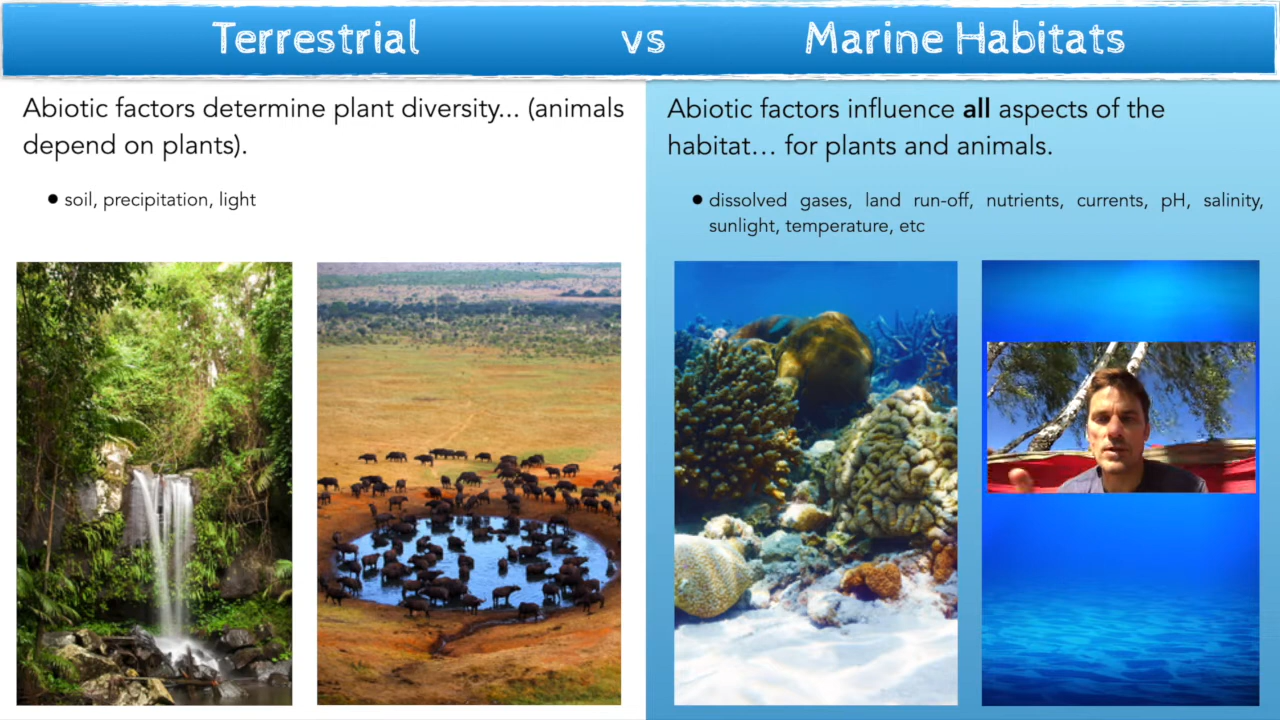 Terrestrial vs Marine Habitats
Abiotic factors determine plant diversity... (animals
depend on plants).
● soil, precipitation, light
Abiotic factors influence all aspects of the
habitat... for plants and animals.
● dissolved gases, land run-off, nutrients, currents, pH, salinity,
sunlight, temperature, etc